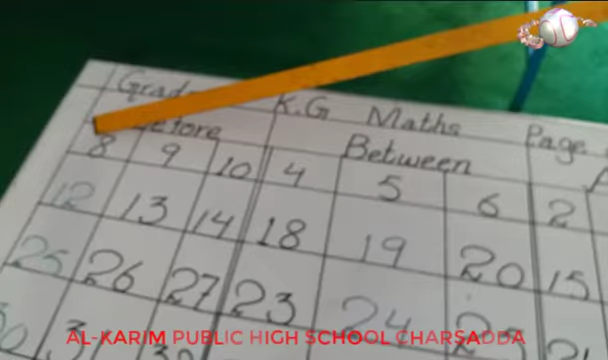 Grade K.G Maths Page
Before Between
8 9 10 4 5 6 2
12 13 14 18 19 20 15
25 26 27 23 24 25
AL-KARIM PUBLIC HIGH SCHOOL CHARSADDA